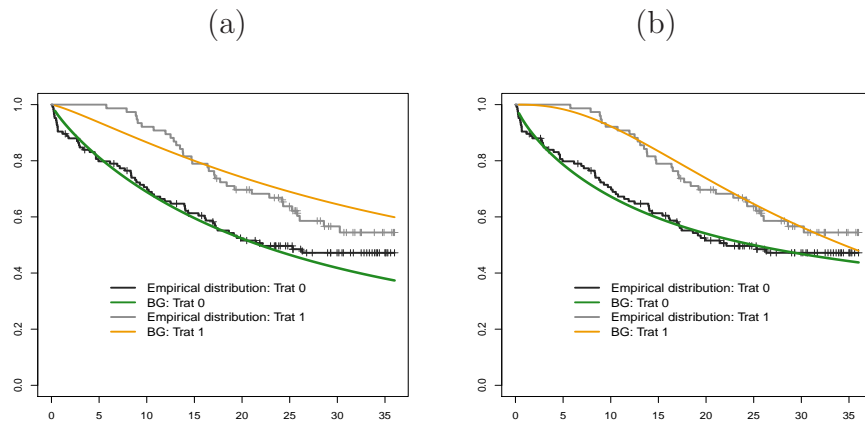 (a)
(b)
1.0
0.8
0.6
0.4
0.2
0.0
Empirical distribution: Trat 0
BG: Trat 0
Empirical distribution: Trat 1
BG: Trat 1
0 5 10 15 20 25 30 35
1.0
0.8
0.6
0.4
0.2
0.0
Empirical distribution: Trat 0
BG: Trat 0
Empirical distribution: Trat 1
BG: Trat 1
0 5 10 15 20 25 30 35